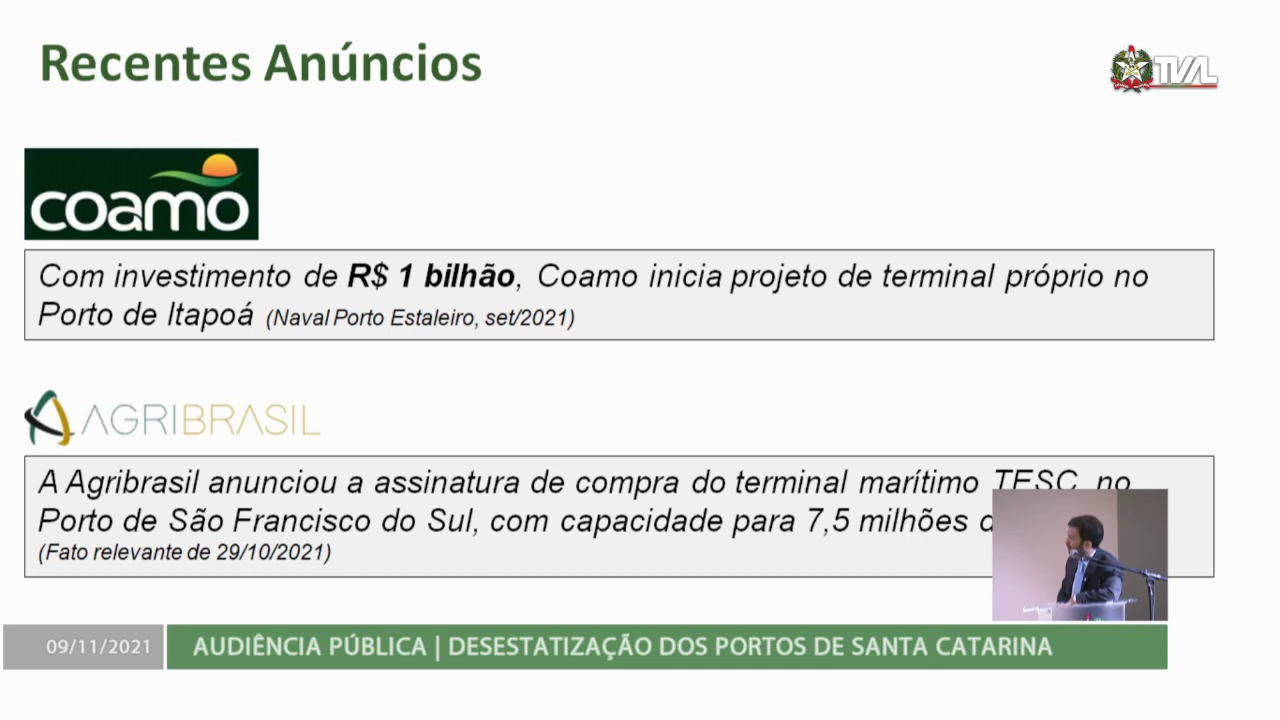 Recentes Anúncios
TVAL
coamo
Com investimento de R$ 1 bilhão, Coamo inicia projeto de terminal próprio no
Porto de Itapoá (Naval Porto Estaleiro, set/2021)
AGRIBRASIL
A Agribrasil anunciou a assinatura de compra do terminal marítimo TESC, no
Porto de São Francisco do Sul, com capacidade para 7,5 milhões
(Fato relevante de 29/10/2021)
09/11/2021 AUDIÊNCIA PÚBLICA | DESESTATIZAÇÃO DOS PORTOS DE SANTA CATARINA